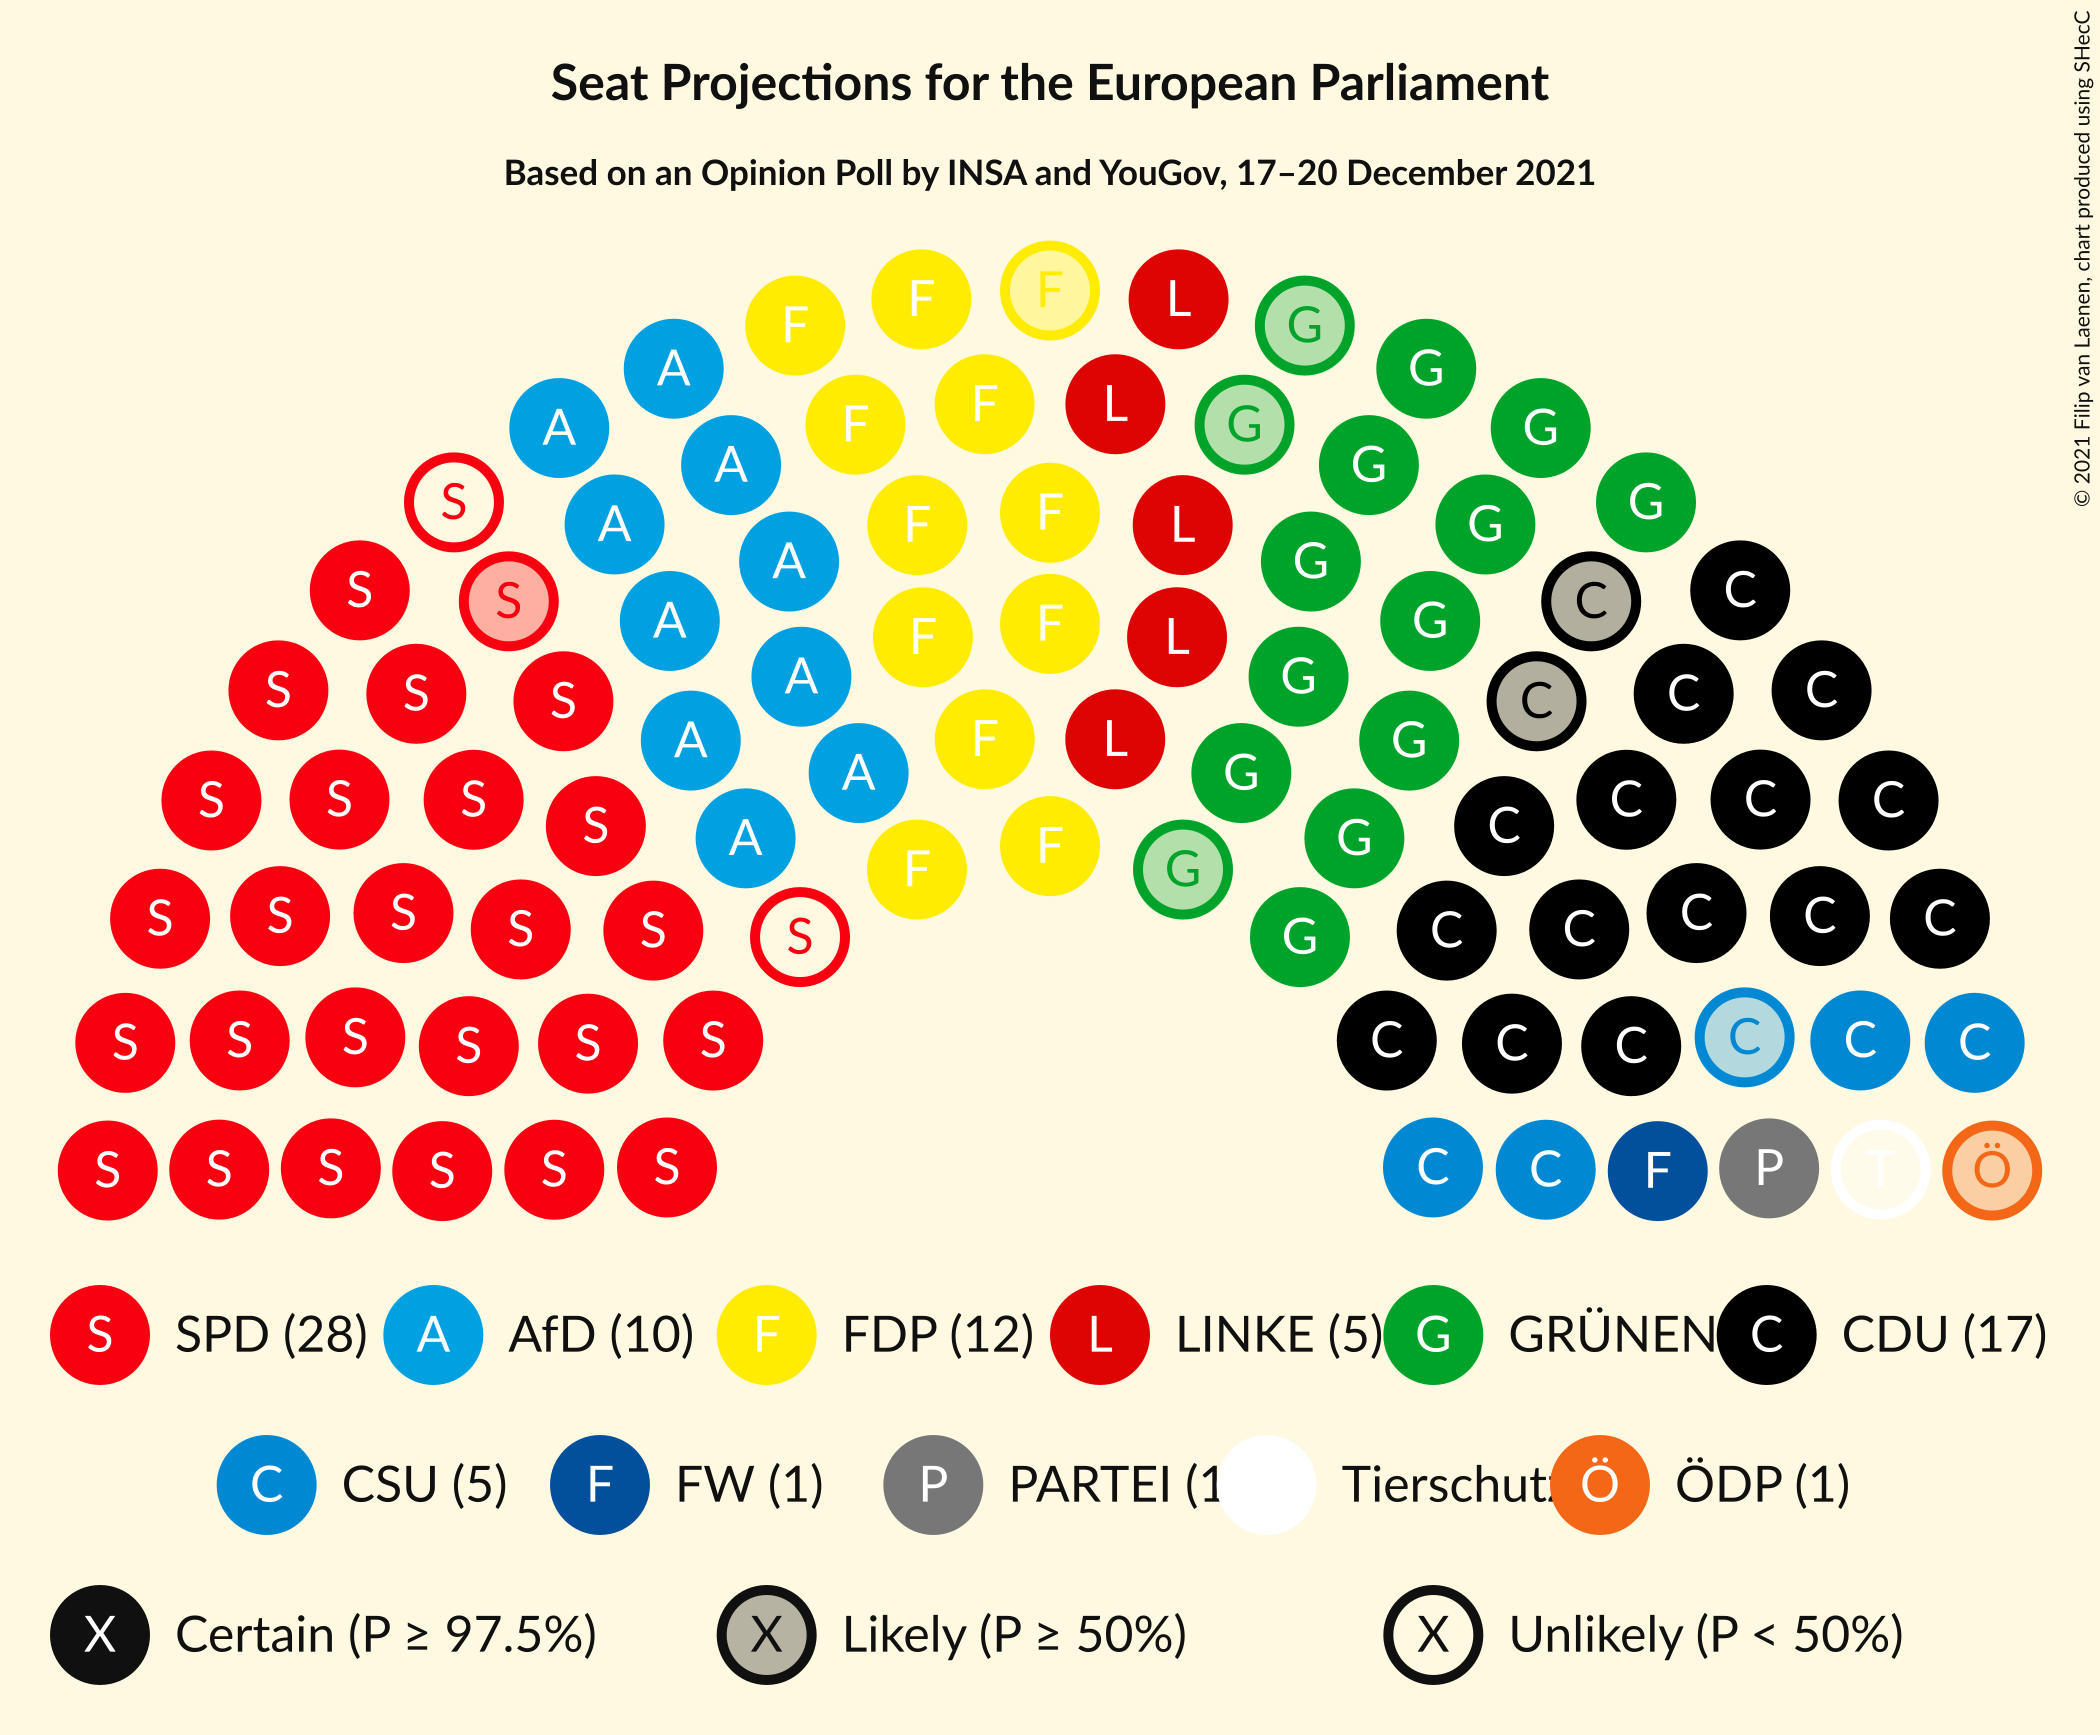 Seat Projections for the European Parliament
Based on an Opinion Poll by INSA and YouGov, 17–20 December 2021
© 2021 Filip van Laenen, chart produced using SHecC
F F F L G
A G
A F F L G G
A G
S A F F L G G
A G
S S A F F L G C C
S S S A G C C C
A F L G
S S S A G C C C
S A F G C
F G
S S S S S S G C C C C C
S S S S S S C C C C C C
S S S S S S C C F P T Ö
S SPD (28) A AfD (10) F FDP (12) L LINKE (5) G GRÜNEN C CDU (17)
C CSU (5) F FW (1) P PARTEI (1 Tierschutz Ö ÖDP (1)
X Certain (P ≥ 97.5%) X Likely (P ≥ 50%) X Unlikely (P < 50%)